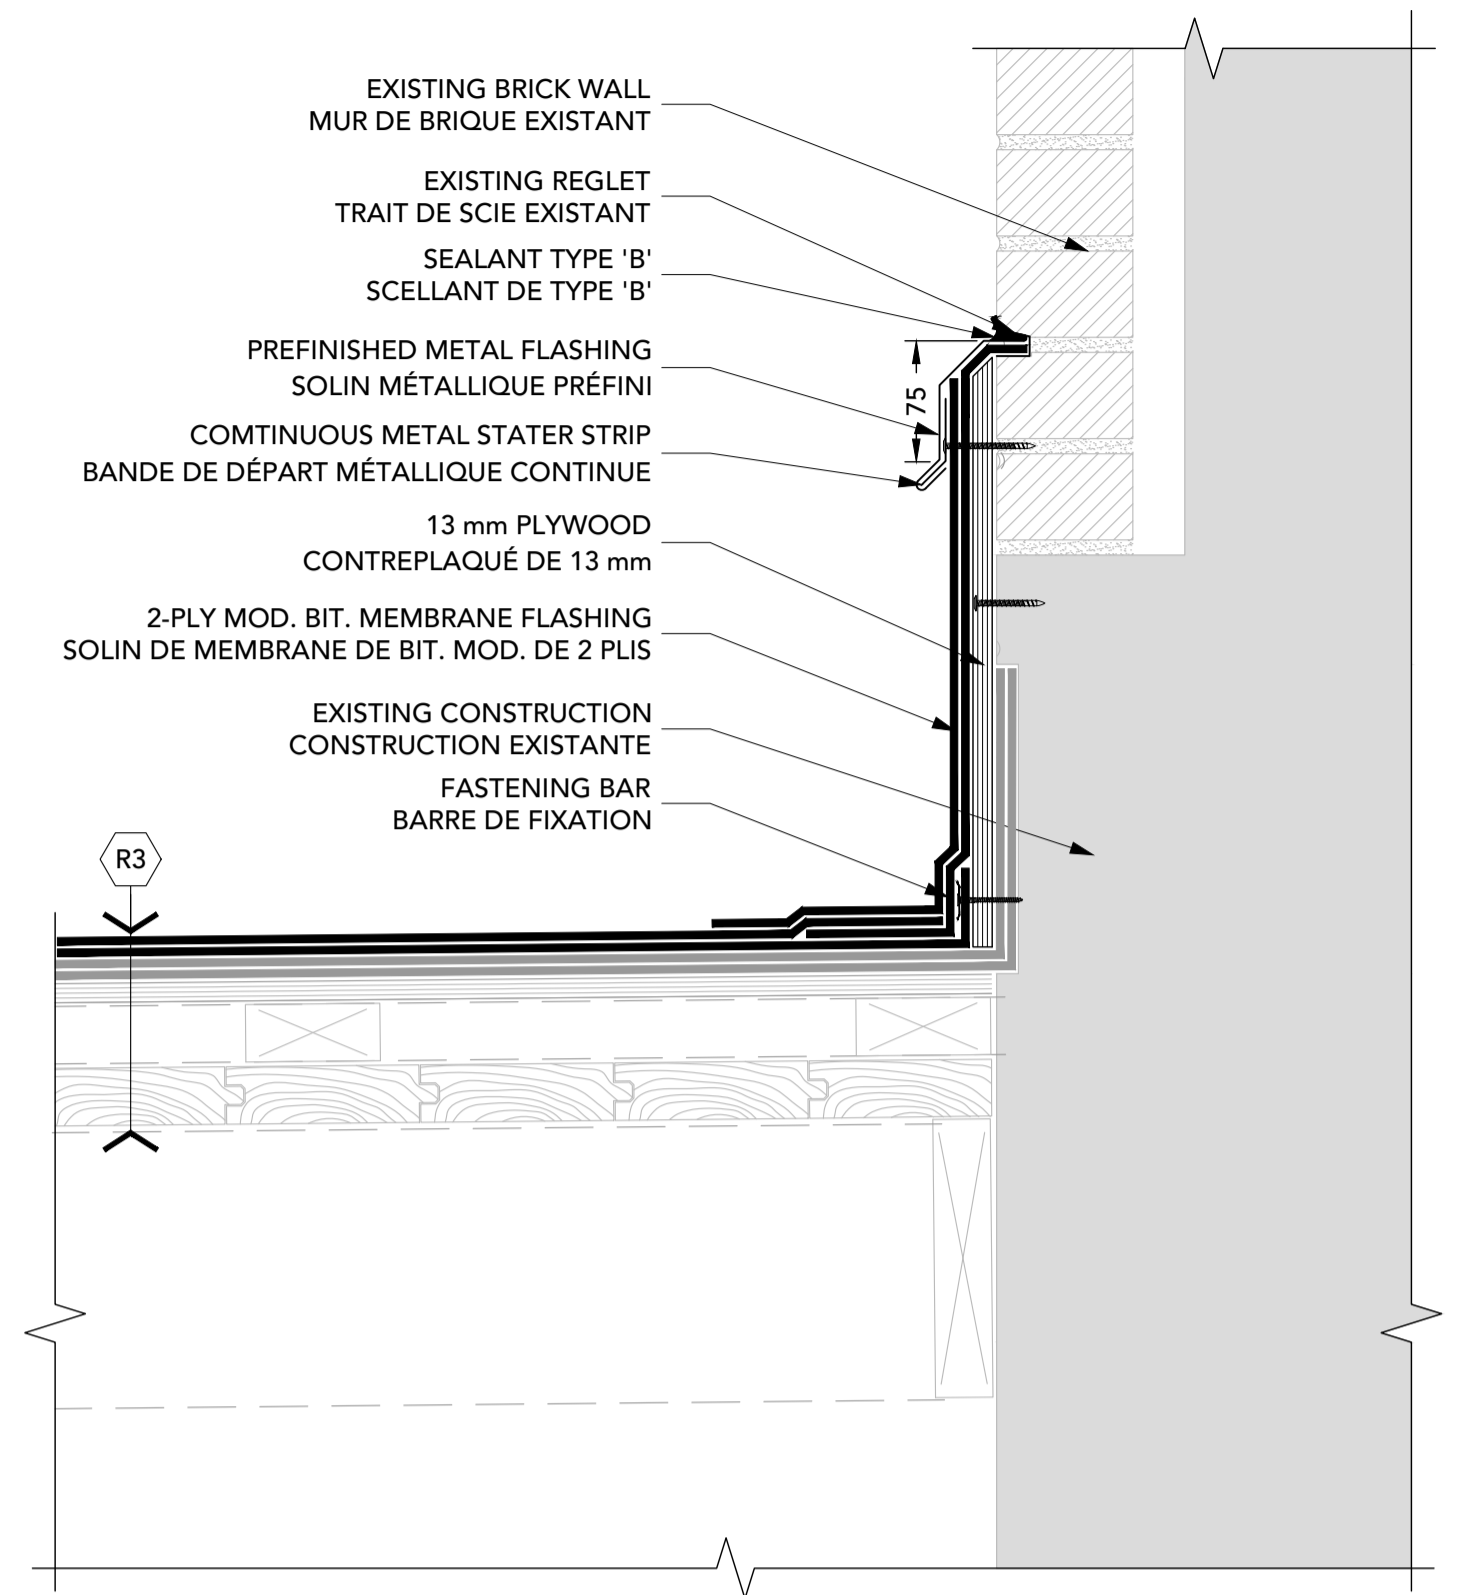 EXISTING BRICK WALL
MUR DE BRIQUE EXISTANT
EXISTING REGLET
TRAIT DE SCIE EXISTANT
SEALANT TYPE 'B'
SCELLANT DE TYPE 'B'
PREFINISHED METAL FLASHING
SOLIN MÉTALLIQUE PRÉFINI
75
COMTINUOUS METAL STATER STRIP
BANDE DE DÉPART MÉTALLIQUE CONTINUE
13 mm PLYWOOD
CONTREPLAQUÉ DE 13 mm
2-PLY MOD. BIT. MEMBRANE FLASHING
SOLIN DE MEMBRANE DE BIT. MOD. DE 2 PLIS
EXISTING CONSTRUCTION
CONSTRUCTION EXISTANTE
FASTENING BAR
BARRE DE FIXATION
R3